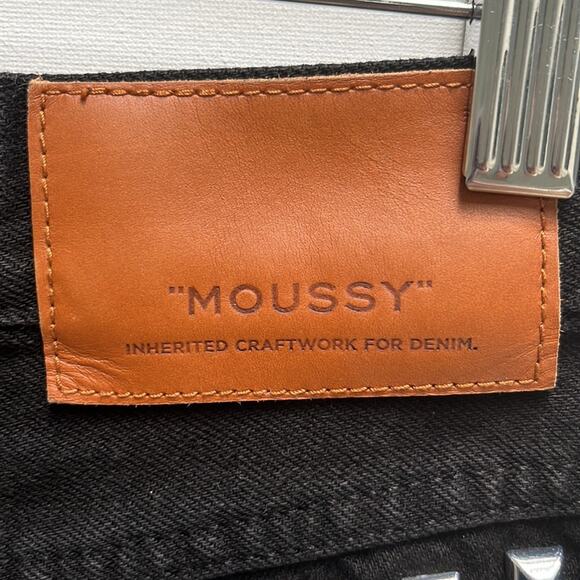 "MOUSSY"
INHERITED CRAFTWORK FOR DENIM.